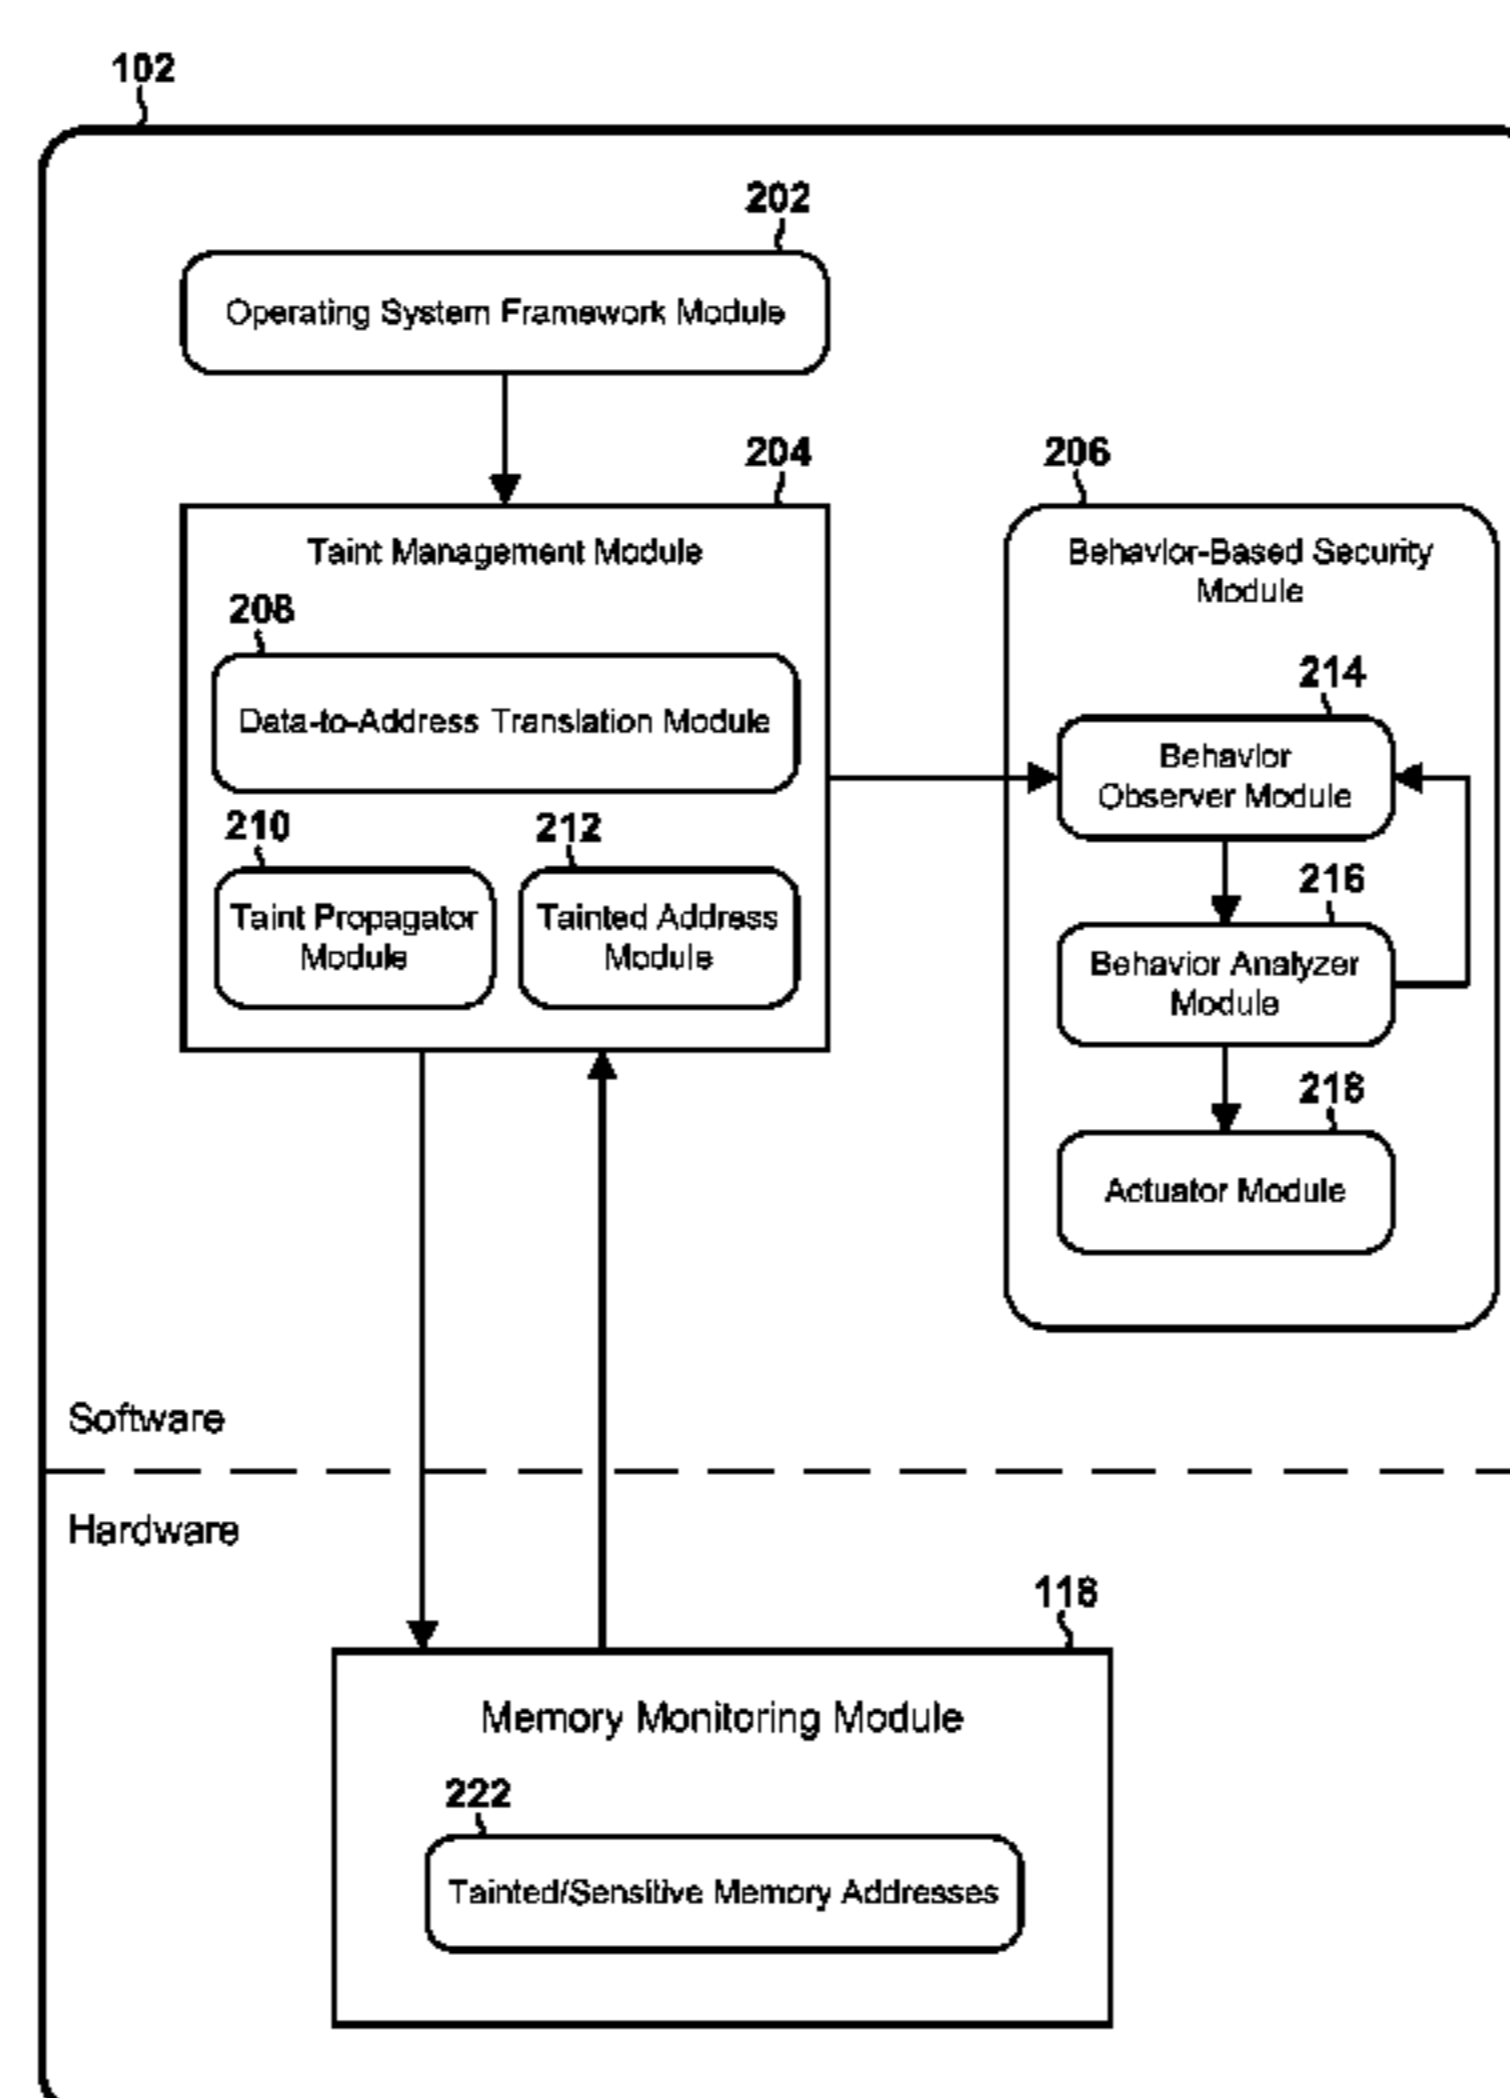 102
202
Operating System Framework Module
204
206
Taint Management Module
Behavior-Based Security
Module
208
Data-to-Address Translation Module
214
Behavior
Observer Module
210
212
Taint Propagator
Module
Tainted Address
Module
216
Behavior Analyzer
Module
218
Actuator Module
Software
Hardware
118
Memory Monitoring Module
222
Tainted/Sensitive Memory Addresses